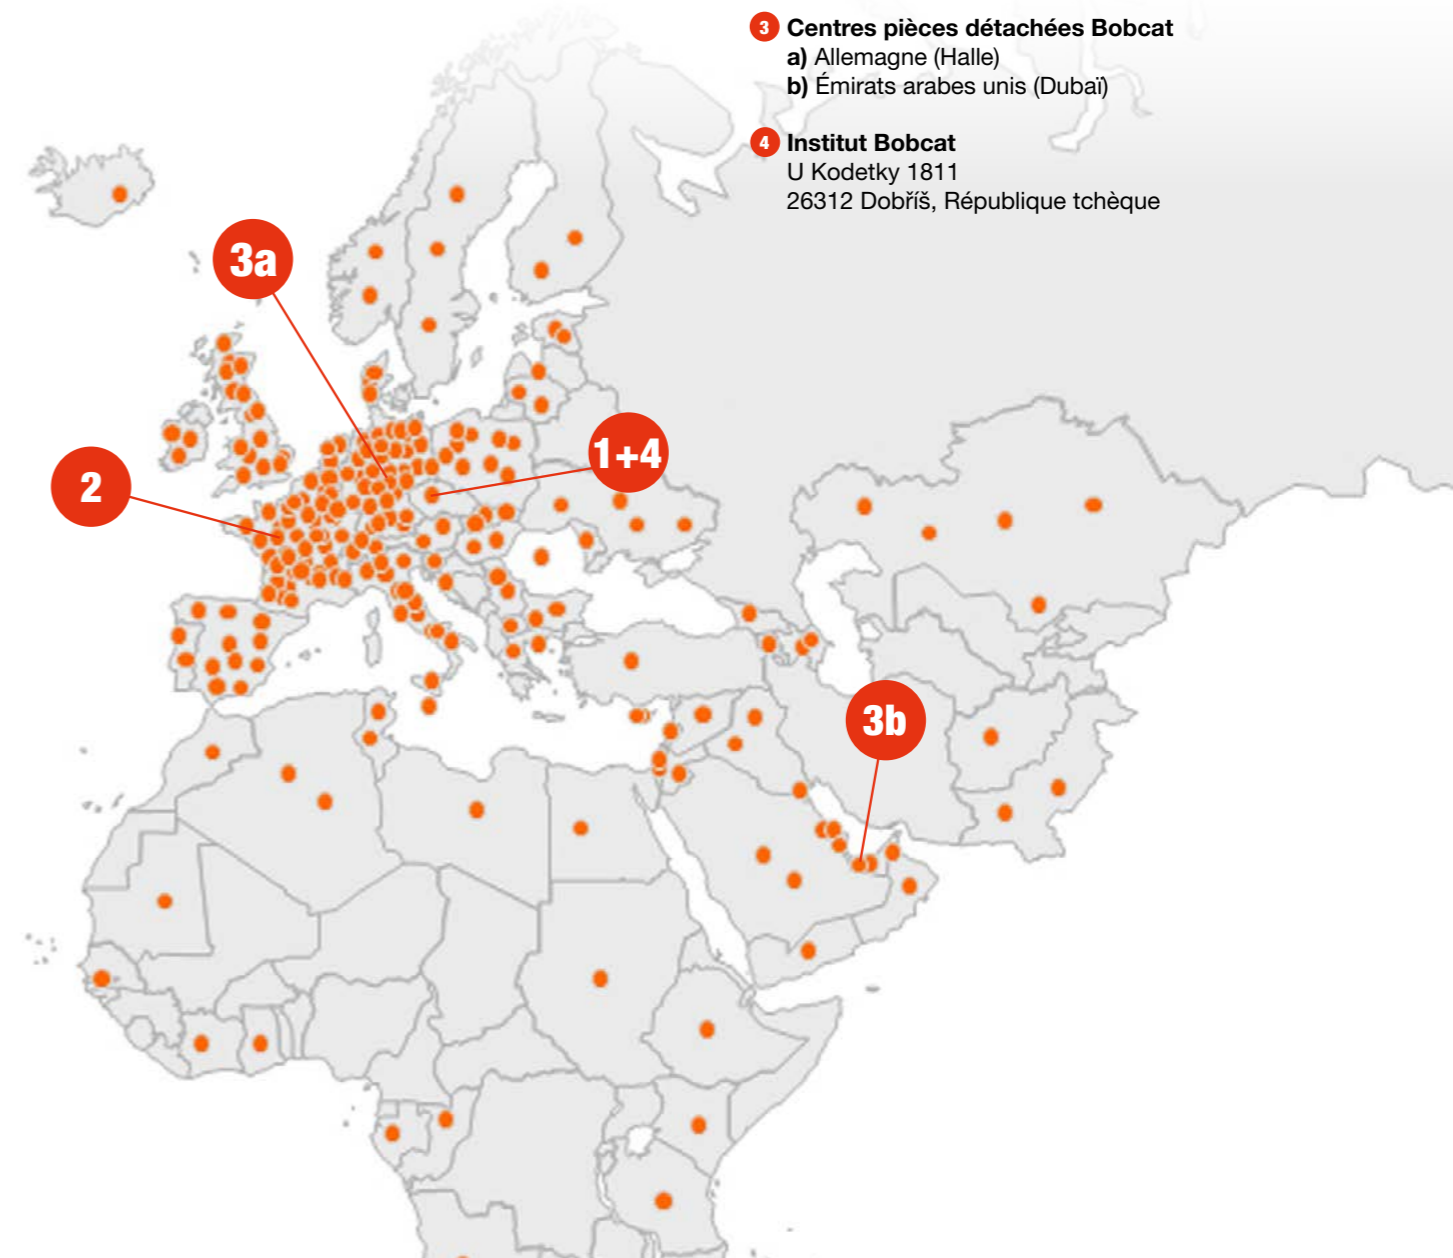 3 Centres pièces détachées Bobcat
a) Allemagne (Halle)
b) Émirats arabes unis (Dubaï)
4 Institut Bobcat
U Kodetky 1811
26312 Dobříš, République tchèque
3a
1+4
2
3b